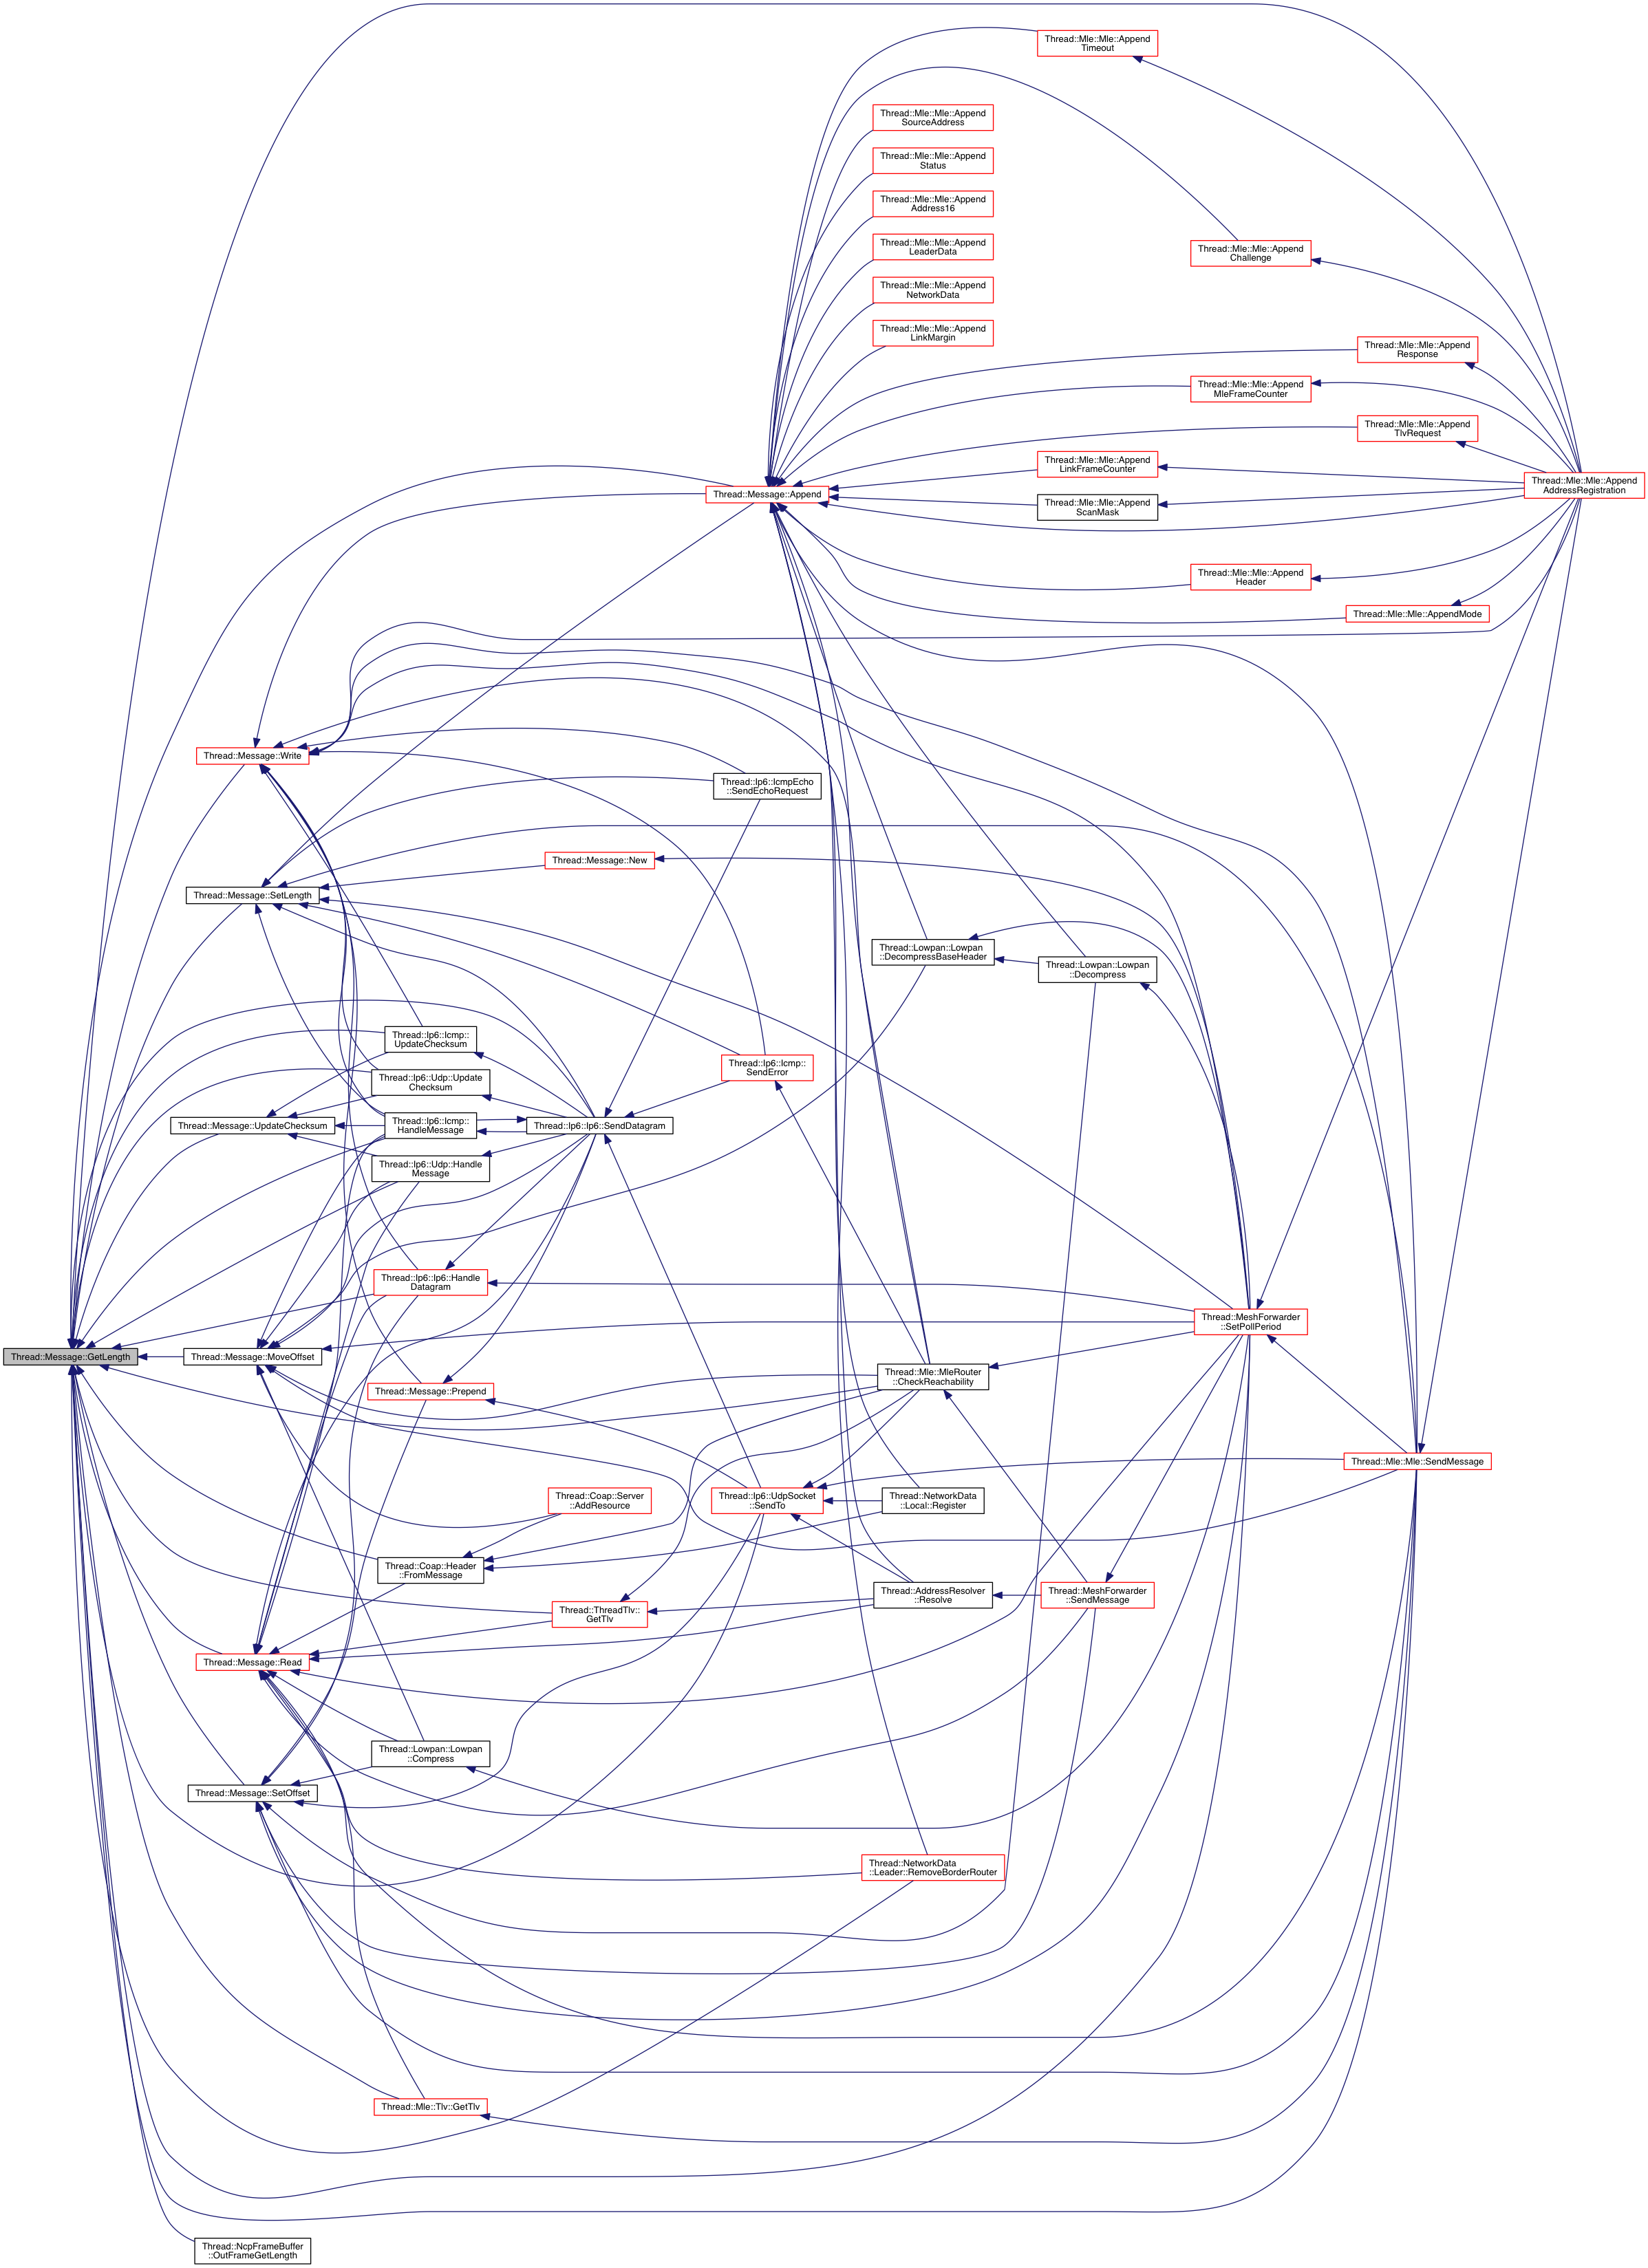 Thread::Mle::Mle::Append
Timeout
Thread::Mle::Mle::Append
SourceAddress
Thread::Mle::Mle::Append
Status
Thread::Mle::Mle::Append
Address16
Thread::Mle::Mle::Append
LeaderData
Thread::Mle::Mle::Append
Challenge
Thread::Mle::Mle::Append
NetworkData
Thread::Mle::Mle::Append
LinkMargin
Thread::Mle::Mle::Append
Response
Thread::Mle::Mle::Append
MleFrameCounter
Thread::Mle::Mle::Append
TlvRequest
Thread::Mle::Mle::Append
LinkFrameCounter
Thread::Mle::Mle::Append
AddressRegistration
Thread::Message::Append
Thread::Mle::Mle::Append
ScanMask
Thread::Mle::Mle::Append
Header
Thread::Mle::Mle::AppendMode
Thread::Message::Write
Thread::Ip6::IcmpEcho
::SendEchoRequest
Thread::Message::New
Thread::Message::SetLength
Thread::Lowpan::Lowpan
::DecompressBaseHeader
Thread::Lowpan::Lowpan
::Decompress
Thread::Ip6::Icmp::
UpdateChecksum
Thread::Ip6::Icmp::
SendError
Thread::Ip6::Udp::Update
Checksum
Thread::Message::UpdateChecksum
Thread::Ip6::Icmp::
HandleMessage
Thread::Ip6::Ip6::SendDatagram
Thread::Ip6::Udp::Handle
Message
Thread::Ip6::Ip6::Handle
Datagram
Thread::MeshForwarder
::SetPollPeriod
Thread::Message::GetLength
Thread::Message::MoveOffset
Thread::Mle::MleRouter
::CheckReachability
Thread::Message::Prepend
Thread::Mle::Mle::SendMessage
Thread::Coap::Server
::AddResource
Thread::Ip6::UdpSocket
::SendTo
Thread::NetworkData
::Local::Register
Thread::Coap::Header
::FromMessage
Thread::AddressResolver
::Resolve
Thread::MeshForwarder
::SendMessage
Thread::ThreadTlv::
GetTlv
Thread::Message::Read
Thread::Lowpan::Lowpan
::Compress
Thread::Message::SetOffset
Thread::NetworkData
::Leader::RemoveBorderRouter
Thread::Mle::Tlv::GetTlv
Thread::NcpFrameBuffer
::OutFrameGetLength